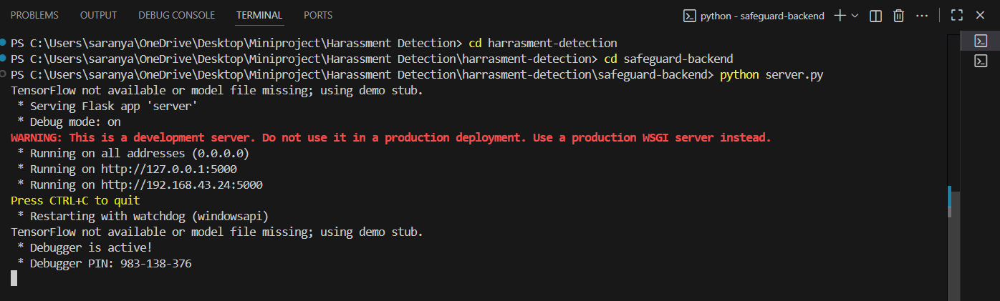 PROBLEMS OUTPUT DEBUG CONSOLE TERMINAL PORTS python - safeguard-backend
PS C:\Users\saranya\OneDrive\Desktop\Miniproject\Harassment Detection> cd harrasment-detection
PS C:\Users\saranya\OneDrive\Desktop\Miniproject\Harassment Detection\harrasment-detection> cd safeguard-backend
PS C:\Users\saranya\OneDrive\Desktop\Miniproject\Harassment Detection\harrasment-detection\safeguard-backend> python server.py
TensorFlow not available or model file missing; using demo stub.
 * Serving Flask app 'server'
 * Debug mode: on
WARNING: This is a development server. Do not use it in a production deployment. Use a production WSGI server instead.
 * Running on all addresses (0.0.0.0)
 * Running on http://127.0.0.1:5000
 * Running on http://192.168.43.24:5000
Press CTRL+C to quit
 * Restarting with watchdog (windowsapi)
TensorFlow not available or model file missing; using demo stub.
 * Debugger is active!
 * Debugger PIN: 983-138-376